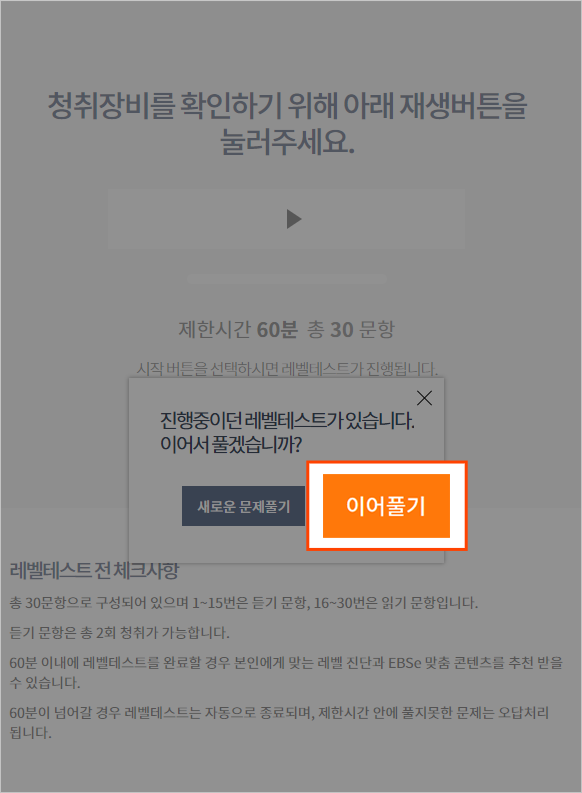 청취장비를 확인하기 위해 아래 재생버튼을
눌러주세요.
제한시간 60분 총 30 문항
시작 버튼을 선택하시면 레벨테스트가 진행됩니다.
진행중이던 레벨테스트가 있습니다.
이어서 풀겠습니까?
새로운 문제풀기
이어풀기
레벨테스트 전 체크사항
총 30문항으로 구성되어 있으며 1~15번은 듣기 문항, 16~30번은 읽기 문항입니다.
듣기 문항은 총 2회 청취가 가능합니다.
60분 이내에 레벨테스트를 완료할 경우 본인에게 맞는 레벨 진단과 EBSe 맞춤 콘텐츠를 추천 받을
수 있습니다.
60분이 넘어갈 경우 레벨테스트는 자동으로 종료되며, 제한시간 안에 풀지못한 문제는 오답처리
됩니다.